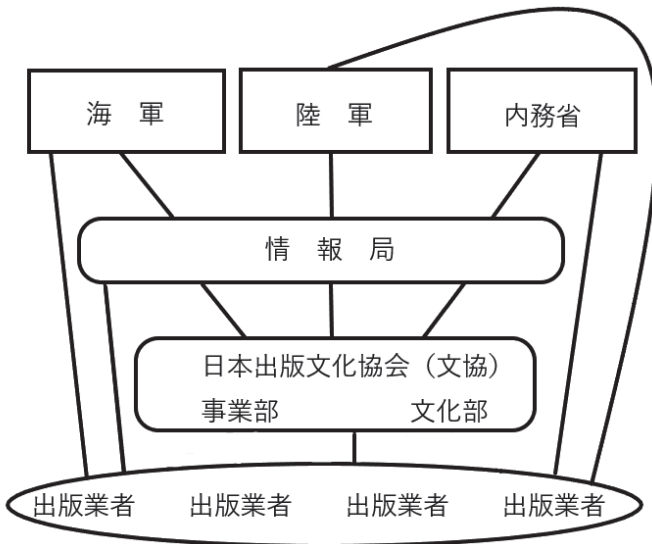 海　軍
陸　軍
内務省
情　報　局
日本出版文化協会（文協）
事業部　文化部
出版業者　出版業者　出版業者　出版業者